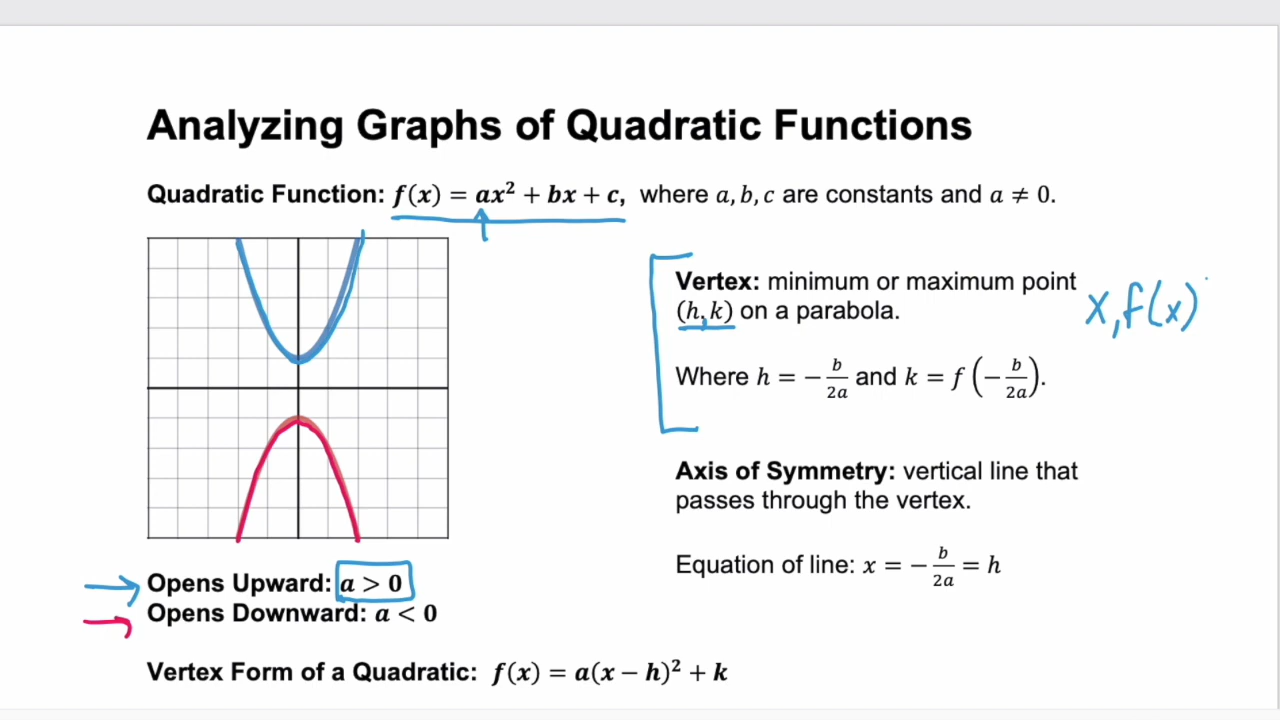 Analyzing Graphs of Quadratic Functions
Quadratic Function: f(x) = ax² + bx + c, where a, b, c are constants and a ≠ 0.
Vertex: minimum or maximum point
(h, k) on a parabola.
x, f(x)
Where h = −b/2a and k = f(−b/2a).
Axis of Symmetry: vertical line that
passes through the vertex.
Equation of line: x = −b/2a = h
Opens Upward: a > 0
Opens Downward: a < 0
Vertex Form of a Quadratic: f(x) = a(x − h)² + k